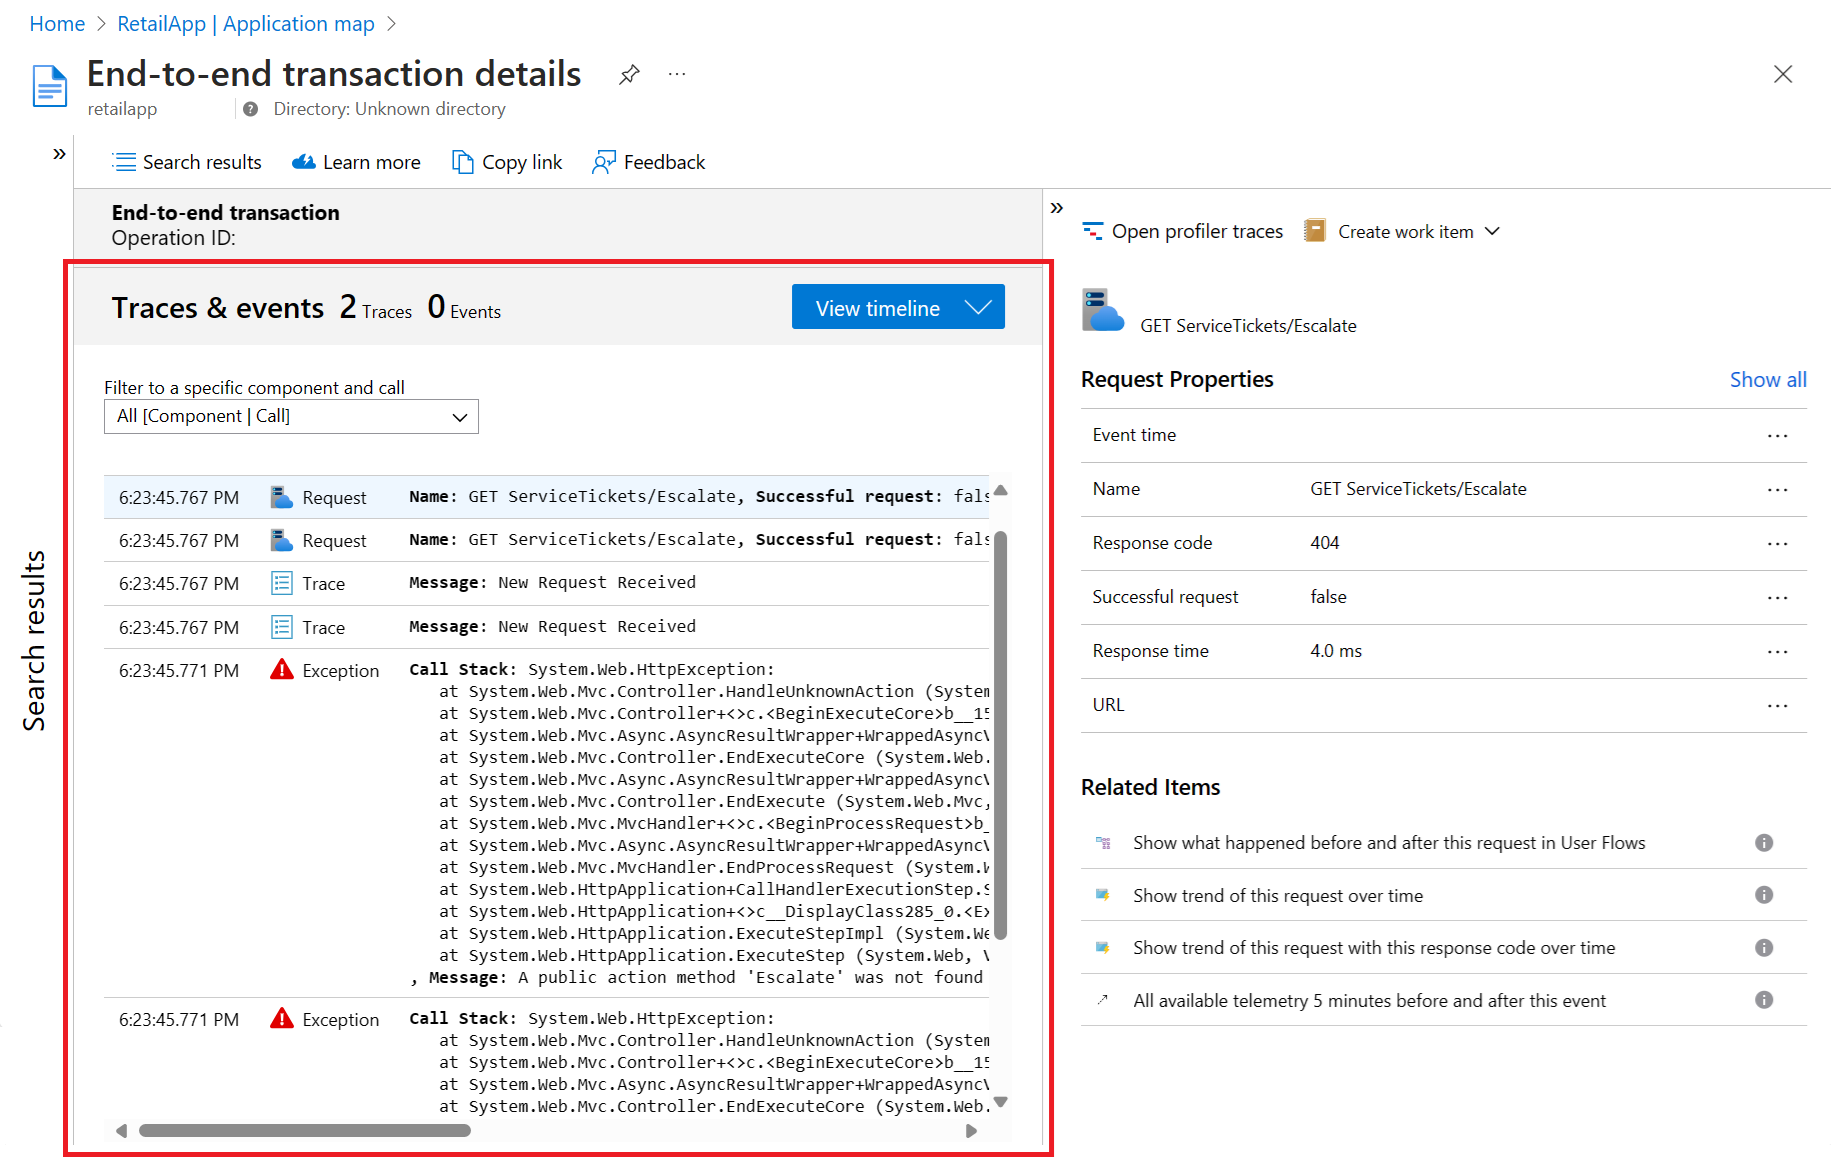 Home > RetailApp | Application map >
End-to-end transaction details ...
retailapp
Directory: Unknown directory
Search results
Learn more
Copy link
Feedback
End-to-end transaction
Operation ID:
Traces & events 2 Traces 0 Events
View timeline
Filter to a specific component and call
All [Component | Call]
6:23:45.767 PM Request Name: GET ServiceTickets/Escalate, Successful request: fals
6:23:45.767 PM Request Name: GET ServiceTickets/Escalate, Successful request: fals
6:23:45.767 PM Trace Message: New Request Received
6:23:45.767 PM Trace Message: New Request Received
6:23:45.771 PM Exception Call Stack: System.Web.HttpException:
at System.Web.Mvc.Controller.HandleUnknownAction (System
at System.Web.Mvc.Controller+<>c.<BeginExecuteCore>b__15
at System.Web.Mvc.Async.AsyncResultWrapper+WrappedAsyncV
at System.Web.Mvc.Controller.EndExecuteCore (System.Web.
at System.Web.Mvc.Async.AsyncResultWrapper+WrappedAsyncV
at System.Web.Mvc.Controller.EndExecute (System.Web.Mvc,
at System.Web.Mvc.MvcHandler+<>c.<BeginProcessRequest>b_
at System.Web.Mvc.Async.AsyncResultWrapper+WrappedAsyncV
at System.Web.Mvc.MvcHandler.EndProcessRequest (System.W
at System.Web.HttpApplication+CallHandlerExecutionStep.S
at System.Web.HttpApplication+<>c__DisplayClass285_0.<Ex
at System.Web.HttpApplication.ExecuteStepImpl (System.We
at System.Web.HttpApplication.ExecuteStep (System.Web, V
, Message: A public action method 'Escalate' was not found
6:23:45.771 PM Exception Call Stack: System.Web.HttpException:
at System.Web.Mvc.Controller.HandleUnknownAction (System
at System.Web.Mvc.Controller+<>c.<BeginExecuteCore>b__15
at System.Web.Mvc.Async.AsyncResultWrapper+WrappedAsyncV
at System.Web.Mvc.Controller.EndExecuteCore (System.Web.
Search results
Open profiler traces
Create work item
GET ServiceTickets/Escalate
Request Properties
Show all
Event time ...
Name GET ServiceTickets/Escalate ...
Response code 404 ...
Successful request false ...
Response time 4.0 ms ...
URL ...
Related Items
Show what happened before and after this request in User Flows
Show trend of this request over time
Show trend of this request with this response code over time
All available telemetry 5 minutes before and after this event